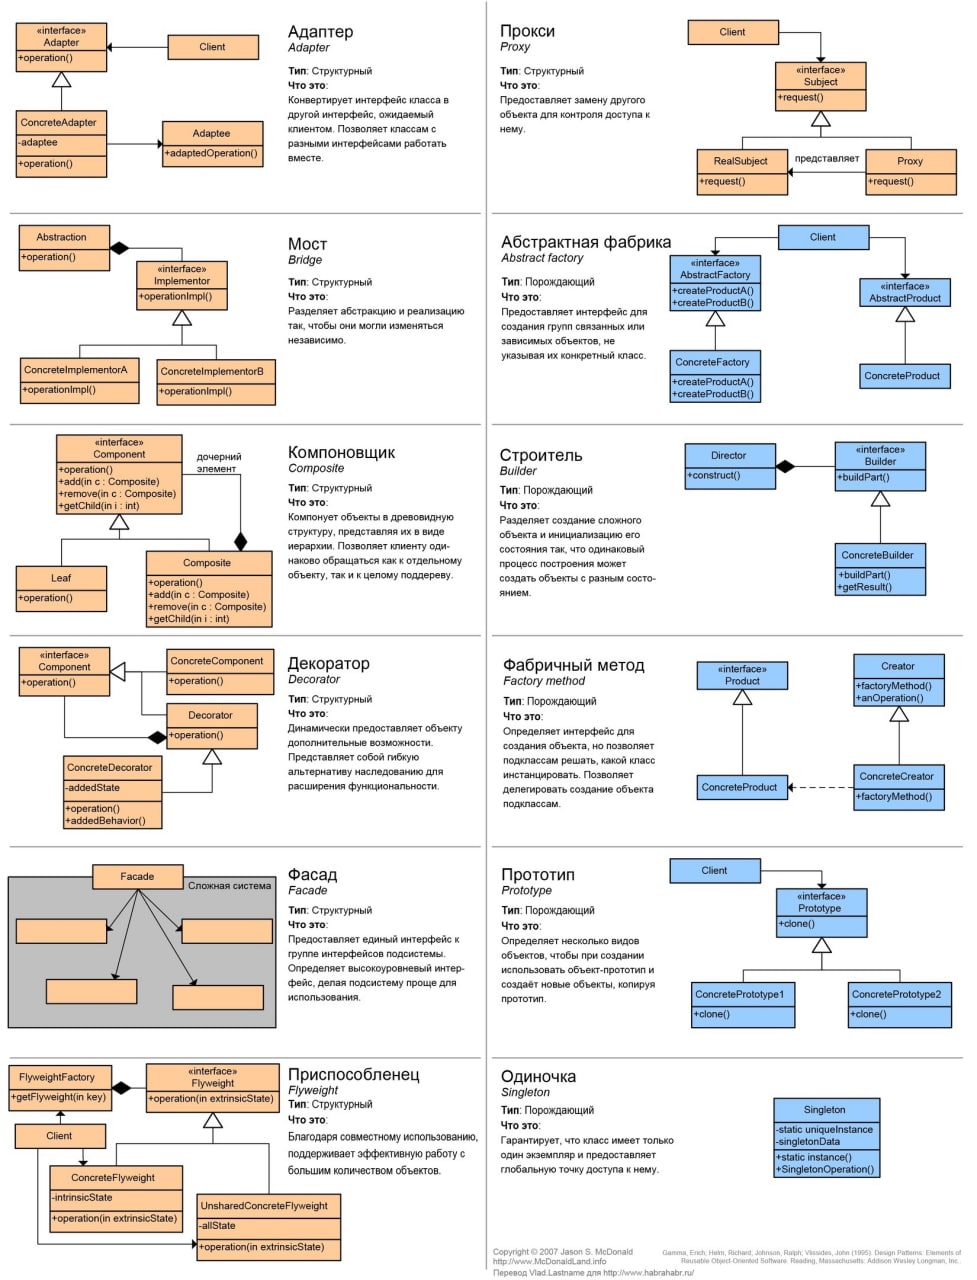 Адаптер
Adapter
Тип: Структурный
Что это:
Конвертирует интерфейс класса в
другой интерфейс, ожидаемый
клиентом. Позволяет классам с
разными интерфейсами работать
вместе.
«interface»
Adapter
+operation()
Client
ConcreteAdapter
-adaptee
+operation()
Adaptee
+adaptedOperation()
Прокси
Proxy
Тип: Структурный
Что это:
Предоставляет замену другого
объекта для контроля доступа к
нему.
Client
«interface»
Subject
+request()
RealSubject
+request()
представляет
Proxy
+request()
Abstraction
+operation()
«interface»
Implementor
+operationImpl()
ConcreteImplementorA
+operationImpl()
ConcreteImplementorB
+operationImpl()
Мост
Bridge
Тип: Структурный
Что это:
Разделяет абстракцию и реализацию
так, чтобы они могли изменяться
независимо.
Абстрактная фабрика
Abstract factory
Тип: Порождающий
Что это:
Предоставляет интерфейс для
создания групп связанных или
зависимых объектов, не
указывая их конкретный класс.
Client
«interface»
AbstractFactory
+createProductA()
+createProductB()
«interface»
AbstractProduct
ConcreteFactory
+createProductA()
+createProductB()
ConcreteProduct
«interface»
Component
+operation()
+add(in c : Composite)
+remove(in c : Composite)
+getChild(in i : int)
дочерний
элемент
Leaf
+operation()
Composite
+operation()
+add(in c : Composite)
+remove(in c : Composite)
+getChild(in i : int)
Компоновщик
Composite
Тип: Структурный
Что это:
Компонует объекты в древовидную
структуру, представляя их в виде
иерархии. Позволяет клиенту оди-
наково обращаться как к отдельному
объекту, так и к целому поддереву.
Строитель
Builder
Тип: Порождающий
Что это:
Разделяет создание сложного
объекта и инициализацию его
состояния так, что одинаковый
процесс построения может
создать объекты с разным состо-
янием.
Director
+construct()
«interface»
Builder
+buildPart()
ConcreteBuilder
+buildPart()
+getResult()
«interface»
Component
+operation()
ConcreteComponent
+operation()
Decorator
+operation()
ConcreteDecorator
-addedState
+operation()
+addedBehavior()
Декоратор
Decorator
Тип: Структурный
Что это:
Динамически предоставляет объекту
дополнительные возможности.
Представляет собой гибкую
альтернативу наследованию для
расширения функциональности.
Фабричный метод
Factory method
Тип: Порождающий
Что это:
Определяет интерфейс для
создания объекта, но позволяет
подклассам решать, какой класс
инстанцировать. Позволяет
делегировать создание объекта
подклассам.
«interface»
Product
Creator
+factoryMethod()
+anOperation()
ConcreteProduct
ConcreteCreator
+factoryMethod()
Facade
Сложная система
Фасад
Facade
Тип: Структурный
Что это:
Предоставляет единый интерфейс к
группе интерфейсов подсистемы.
Определяет высокоуровневый интер-
фейс, делая подсистему проще для
использования.
Прототип
Prototype
Тип: Порождающий
Что это:
Определяет несколько видов
объектов, чтобы при создании
использовать объект-прототип и
создаёт новые объекты, копируя
прототип.
Client
«interface»
Prototype
+clone()
ConcretePrototype1
+clone()
ConcretePrototype2
+clone()
FlyweightFactory
+getFlyweight(in key)
«interface»
Flyweight
+operation(in extrinsicState)
Client
ConcreteFlyweight
-intrinsicState
+operation(in extrinsicState)
UnsharedConcreteFlyweight
-allState
+operation(in extrinsicState)
Приспособленец
Flyweight
Тип: Структурный
Что это:
Благодаря совместному использованию,
поддерживает эффективную работу с
большим количеством объектов.
Одиночка
Singleton
Тип: Порождающий
Что это:
Гарантирует, что класс имеет только
один экземпляр и предоставляет
глобальную точку доступа к нему.
Singleton
-static uniqueInstance
-singletonData
+static instance()
+SingletonOperation()
Copyright © 2007 Jason S. McDonald
http://www.McDonaldLand.info
Перевод Vlad.Lastname для http://www.habrahabr.ru/
Gamma, Erich; Helm, Richard; Johnson, Ralph; Vlissides, John (1995). Design Patterns: Elements of
Reusable Object-Oriented Software. Reading, Massachusetts: Addison Wesley Longman, Inc..